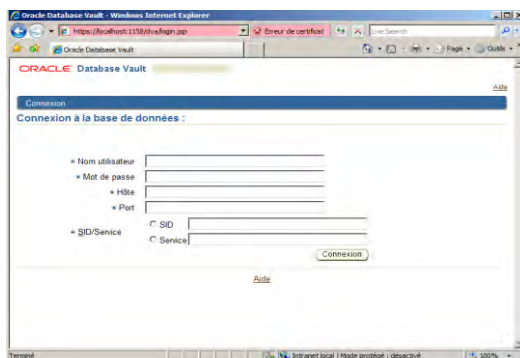 Oracle Database Vault - Windows Internet Explorer
https://localhost:1158/dva/login.jsp
Erreur de certificat
Live Search
Oracle Database Vault
Page
Outils
ORACLE Database Vault
Aide
Connexion
Connexion à la base de données :
* Nom utilisateur
* Mot de passe
* Hôte
* Port
* SID/Service
SID
Service
Connexion
Aide
Terminé
Intranet local | Mode protégé : désactivé
100%